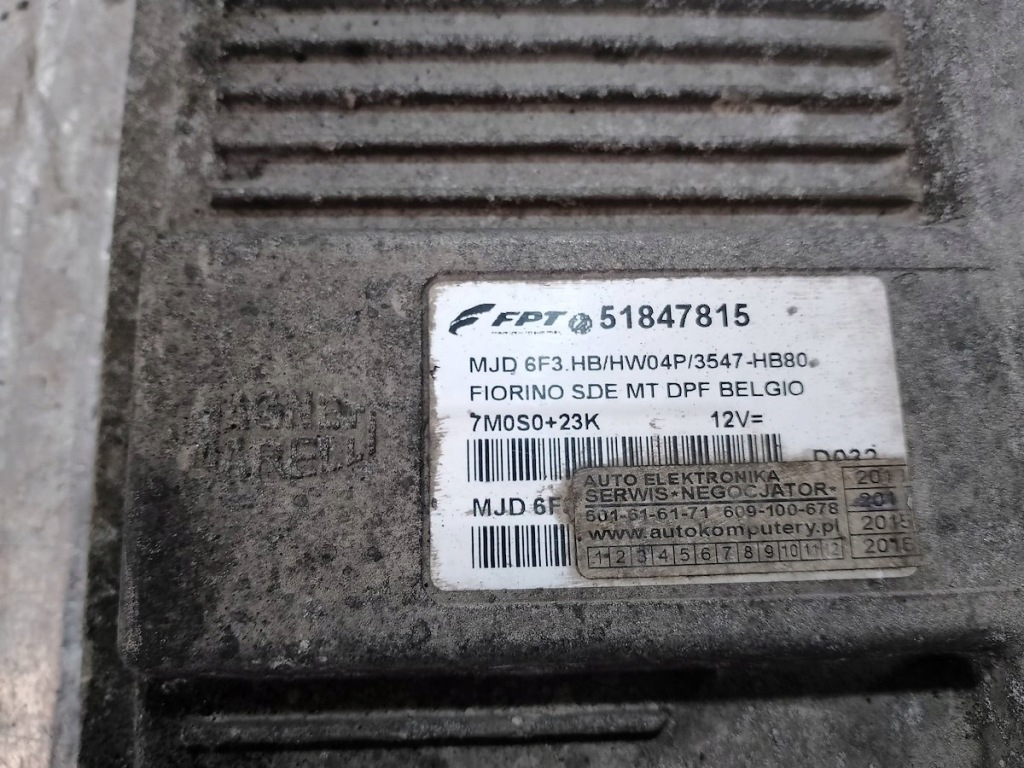 FPT 51847815
MJD 6F3.HB/HW04P/3547-HB80
FIORINO SDE MT DPF BELGIO
7M0S0+23K 12V=
MAGNETI
MARELLI
MJD 6F
AUTO ELEKTRONIKA
SERWIS*NEGOCJATOR*
601-61-61-71 609-100-678
www.autokomputery.pl
1 2 3 4 5 6 7 8 9 10 11 12
2015
2016